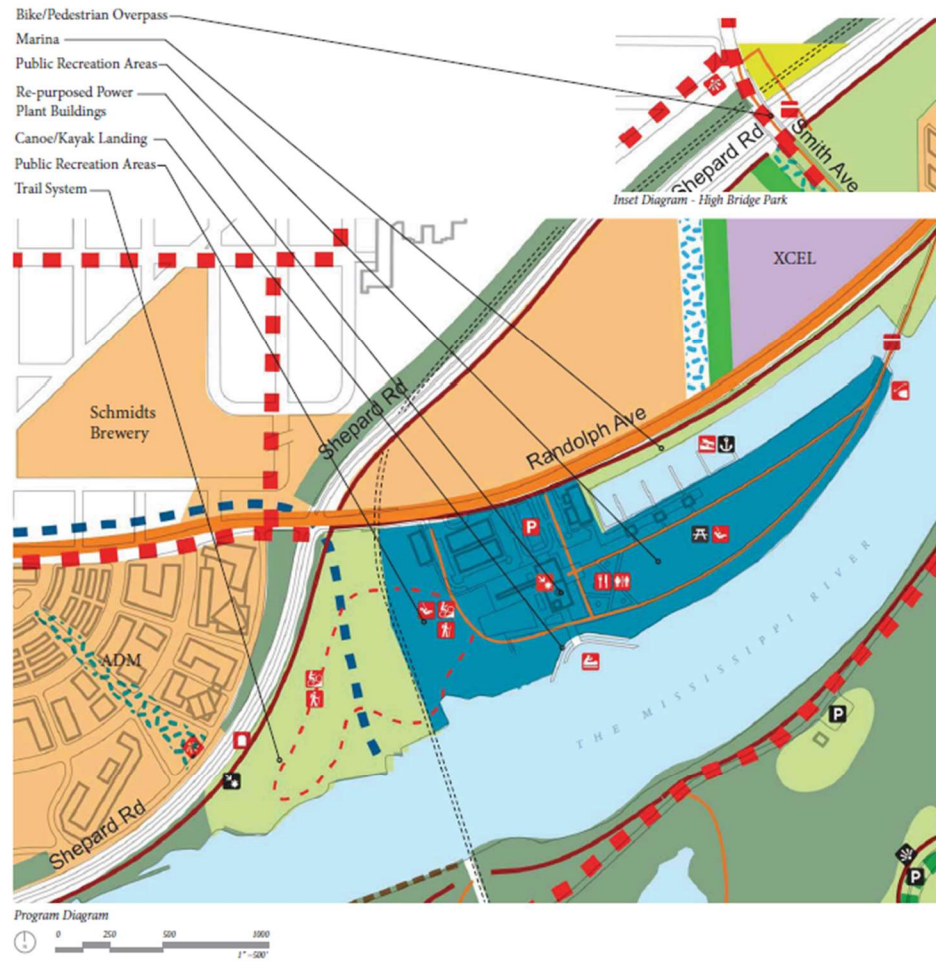 Bike/Pedestrian Overpass
Marina
Public Recreation Areas
Re-purposed Power
Plant Buildings
Canoe/Kayak Landing
Public Recreation Areas
Trail System
Shepard Rd
Smith Ave
Inset Diagram - High Bridge Park
XCEL
Schmidts
Brewery
Shepard Rd
Randolph Ave
P
ADM
THE MISSISSIPPI RIVER
P
Shepard Rd
P
Program Diagram
0 250 500 1000
1"=500'